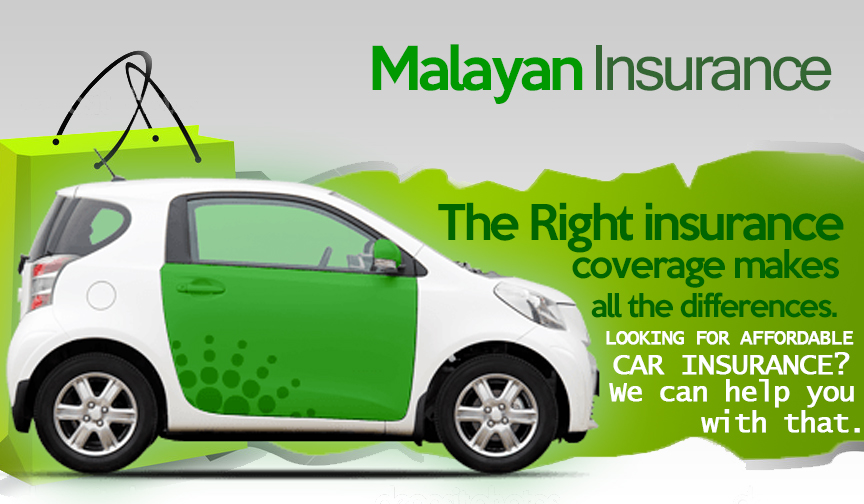 Malayan Insurance
The Right insurance
coverage makes
all the differences.
LOOKING FOR AFFORDABLE
CAR INSURANCE?
We can help you
with that.